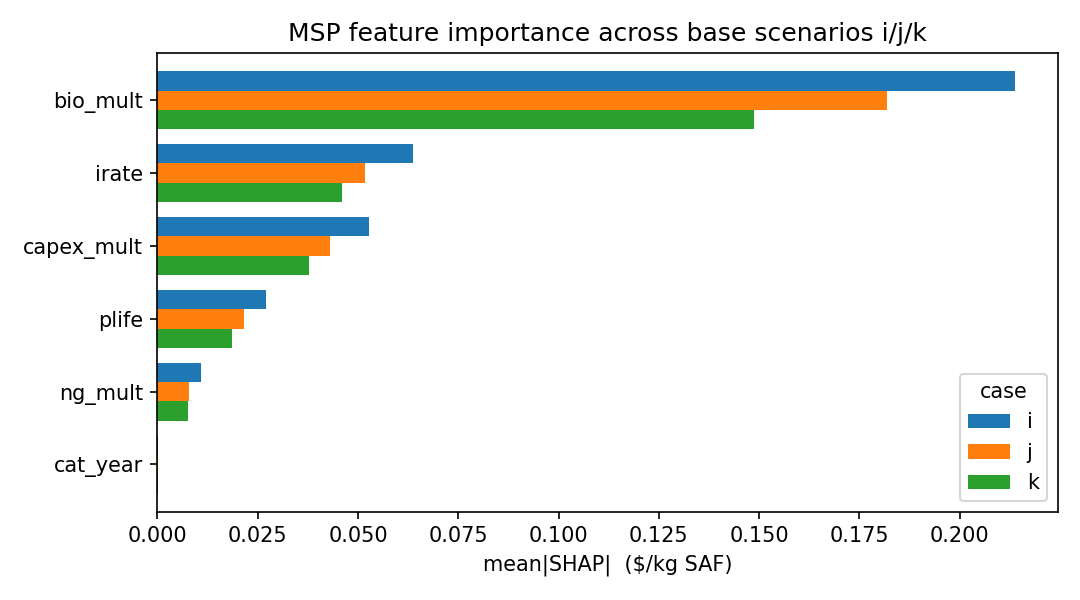 MSP feature importance across base scenarios i/j/k
bio_mult
irate
capex_mult
plife
ng_mult
cat_year
case
i
j
k
0.000 0.025 0.050 0.075 0.100 0.125 0.150 0.175 0.200
mean|SHAP|  ($/kg SAF)